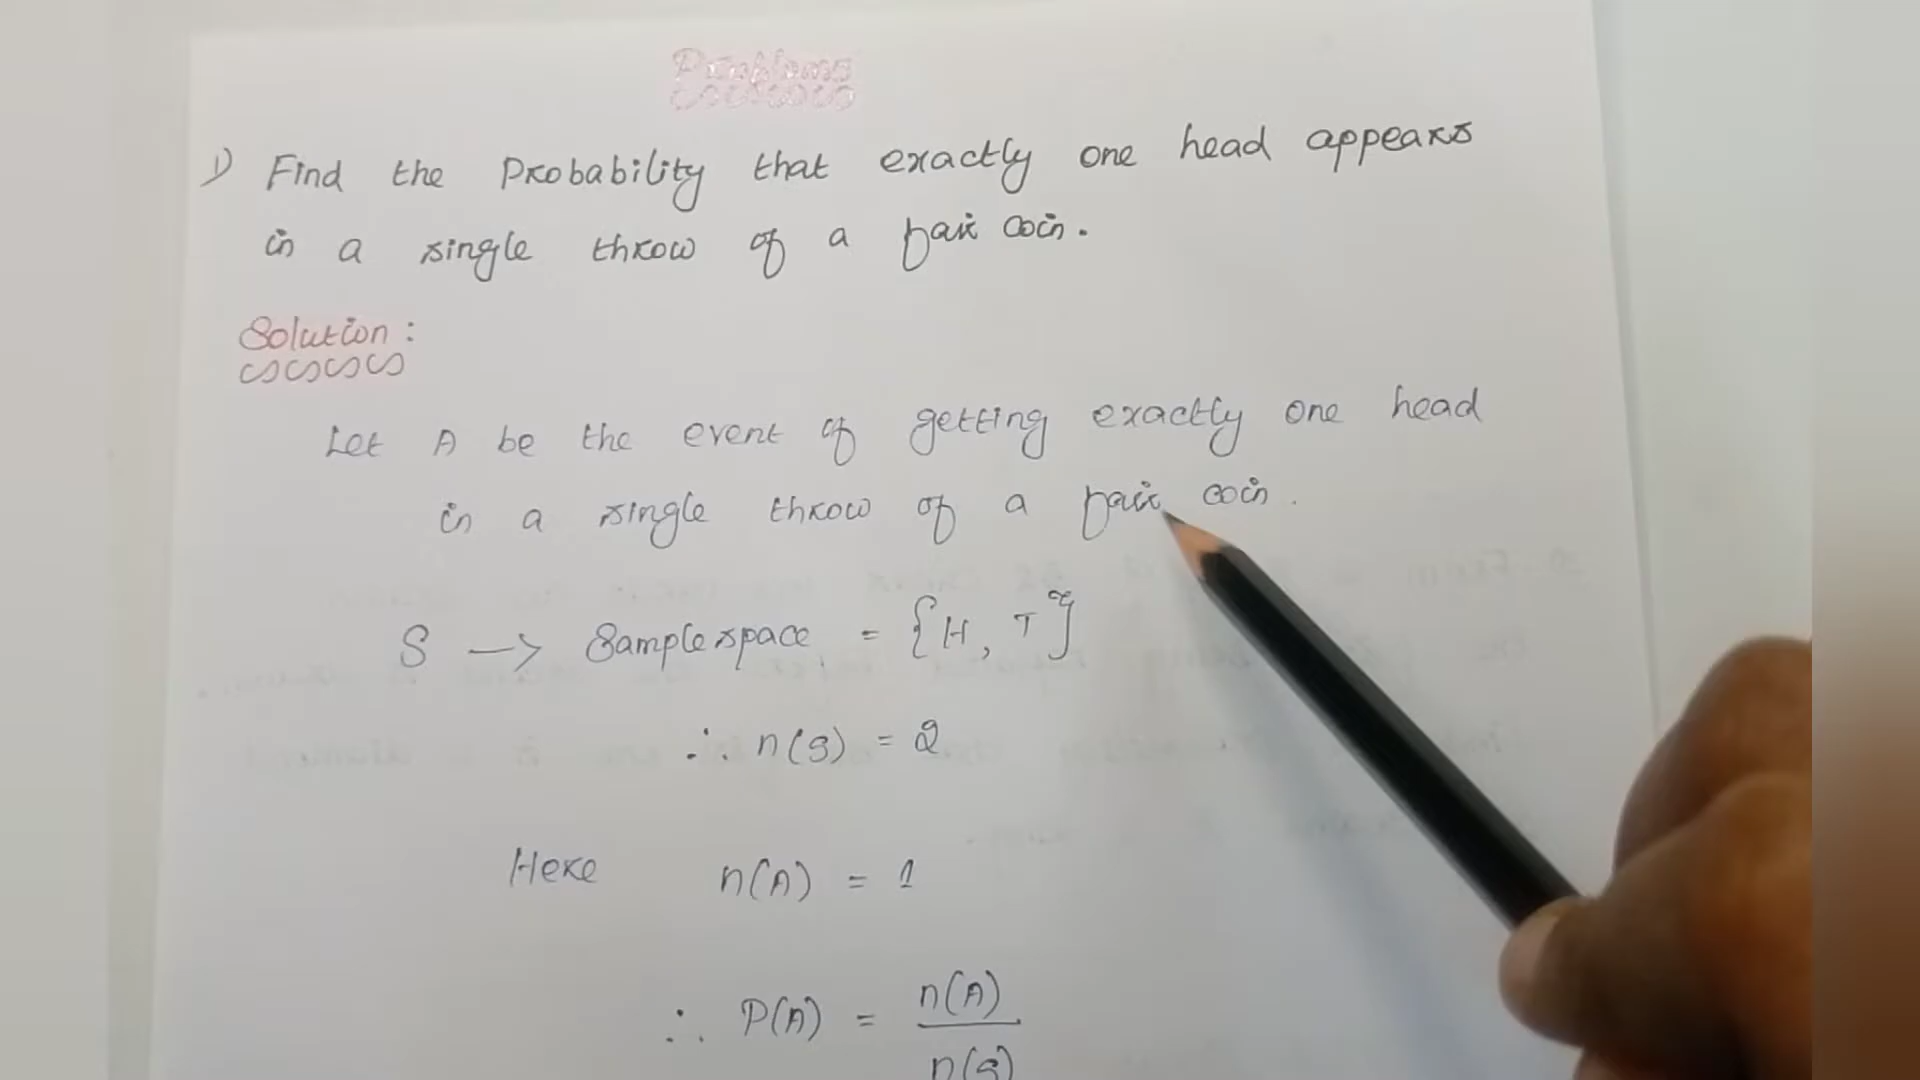 Problems
1) Find the Probability that exactly one head appears
in a single throw of a fair coin.
Solution:
Let A be the event of getting exactly one head
in a single throw of a fair coin.
S → Sample space = {H, T}
∴ n(S) = 2
Here n(A) = 1
∴ P(A) = n(A)
n(S)